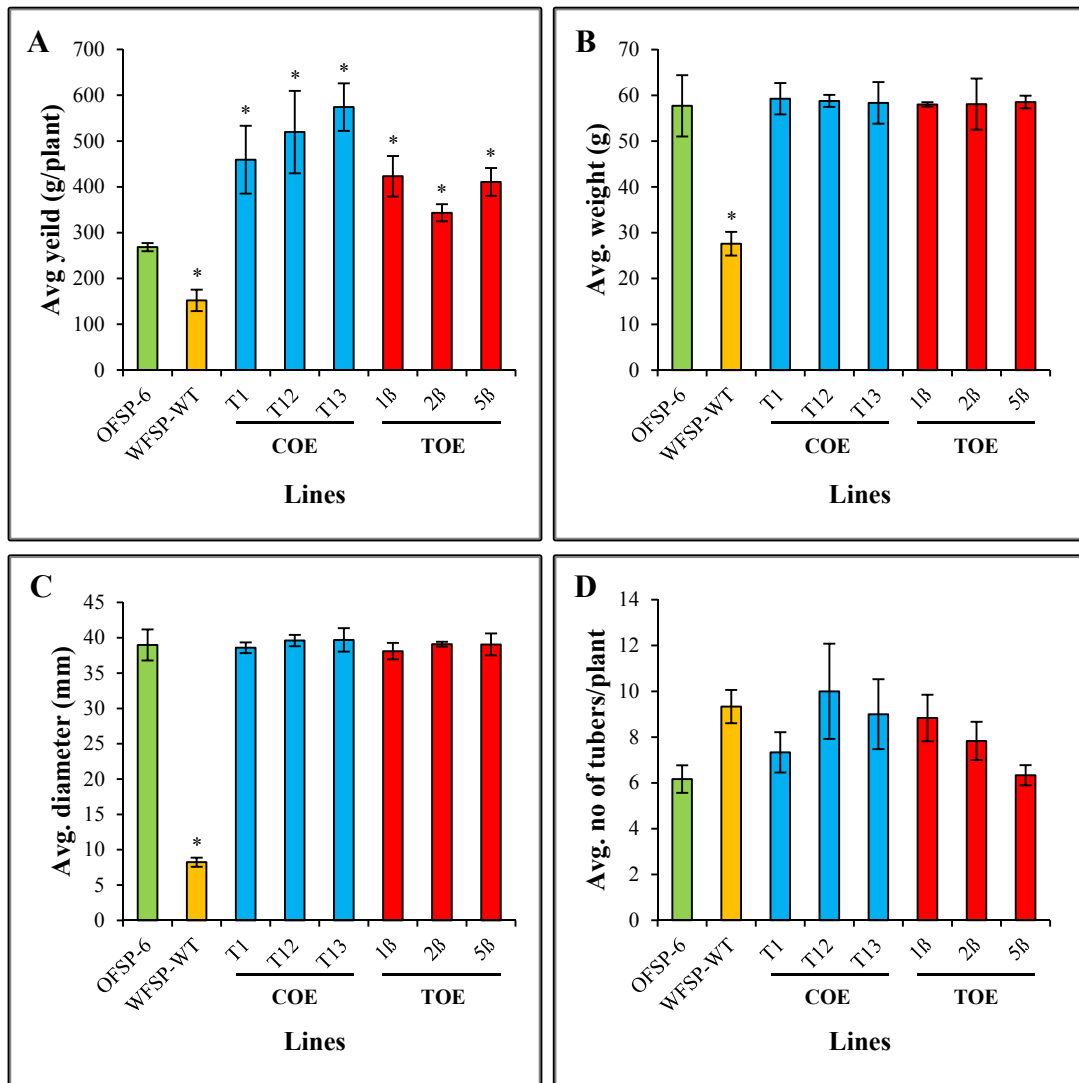 A
Avg yeild (g/plant)
700
600
500
400
300
200
100
0
*
*
*
*
*
*
*
OFSP-6
WFSP-WT
T1
T12
T13
1ß
2ß
5ß
COE
TOE
Lines
B
Avg. weight (g)
70
60
50
40
30
20
10
0
*
OFSP-6
WFSP-WT
T1
T12
T13
1ß
2ß
5ß
COE
TOE
Lines
C
Avg. diameter (mm)
45
40
35
30
25
20
15
10
5
0
*
OFSP-6
WFSP-WT
T1
T12
T13
1ß
2ß
5ß
COE
TOE
Lines
D
Avg. no of tubers/plant
14
12
10
8
6
4
2
0
OFSP-6
WFSP-WT
T1
T12
T13
1ß
2ß
5ß
COE
TOE
Lines